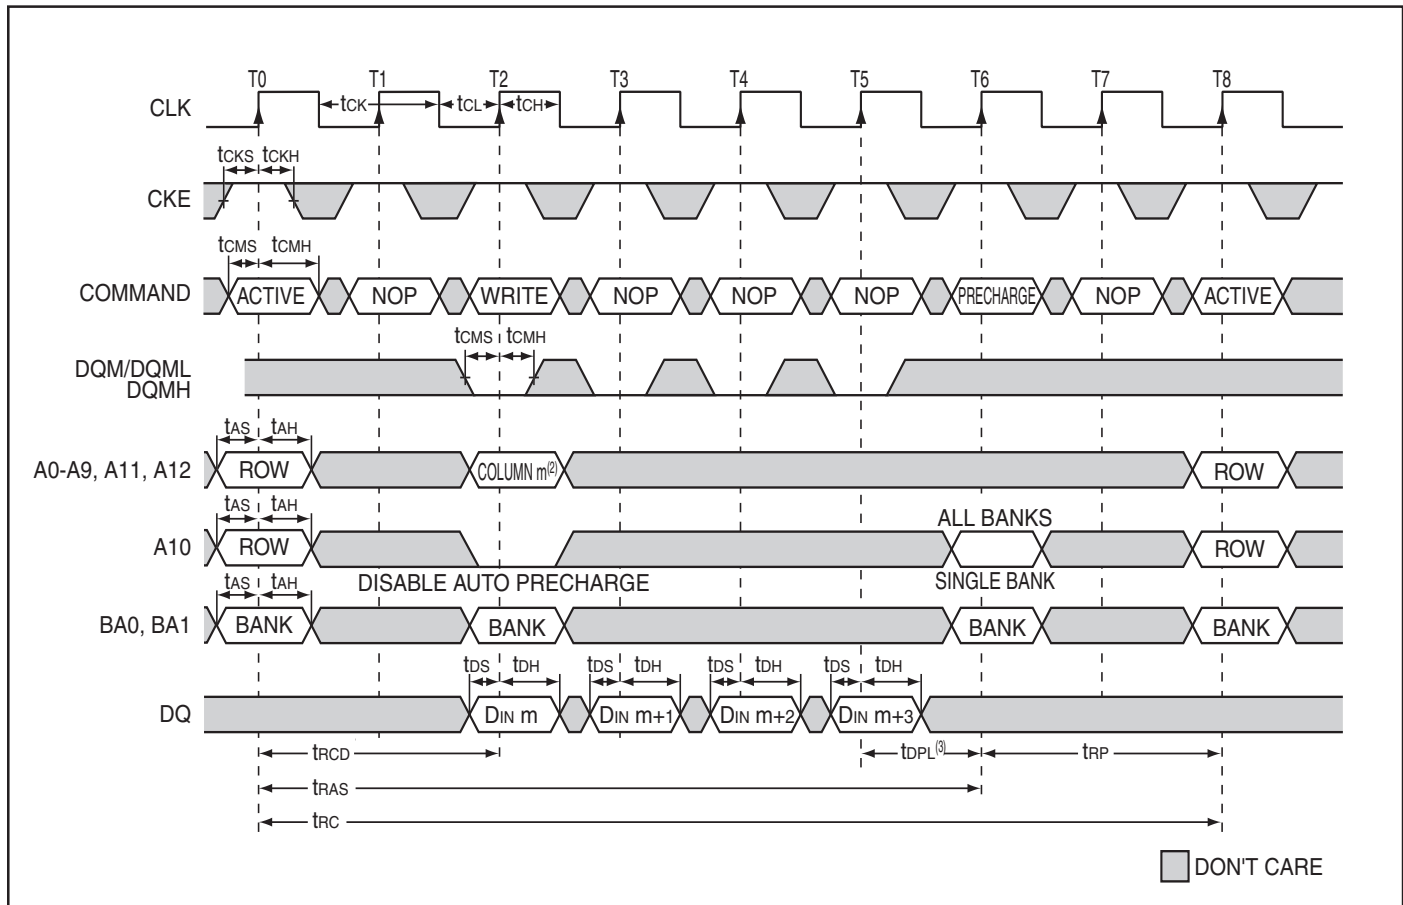 T0 T1 T2 T3 T4 T5 T6 T7 T8
CLK tCK tCL tCH
tCKS tCKH
CKE
tCMS tCMH
COMMAND ACTIVE NOP WRITE NOP NOP NOP PRECHARGE NOP ACTIVE
tCMS tCMH
DQM/DQML
DQMH
tAS tAH
A0-A9, A11, A12 ROW COLUMN m(2) ROW
tAS tAH ALL BANKS
A10 ROW ROW
DISABLE AUTO PRECHARGE SINGLE BANK
tAS tAH
BA0, BA1 BANK BANK BANK BANK
tDS tDH tDS tDH tDS tDH tDS tDH
DQ DIN m DIN m+1 DIN m+2 DIN m+3
tRCD tDPL(3) tRP
tRAS
tRC
DON'T CARE